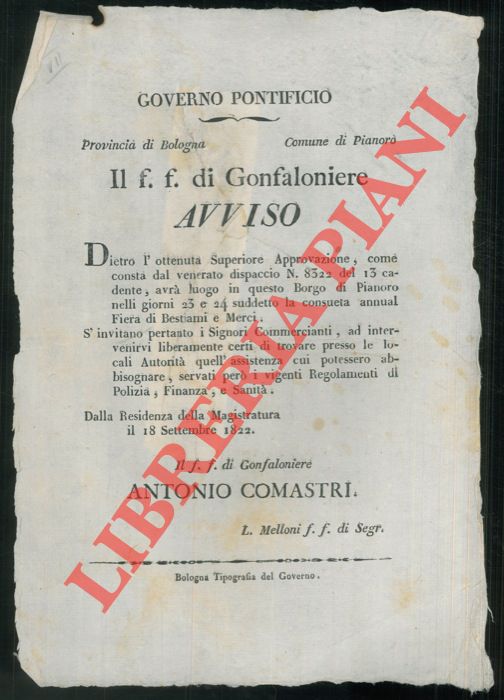 VII
GOVERNO PONTIFICIO
Provincia di Bologna Comune di Pianorò
Il f. f. di Gonfaloniere
AVVISO
Dietro l' ottenuta Superiore Approvazione, come
consta dal venerato dispaccio N. 8322 del 13 ca-
dente, avrà luogo in questo Borgo di Pianoro
nelli giorni 23 e 24 suddetto la consueta annual
Fiera di Bestiami e Merci.
S' invitano pertanto i Signori Commercianti, ad inter-
venirvi liberamente certi di trovare presso le lo-
cali Autorità quell' assistenza cui potessero ab-
bisognare, servati però i vigenti Regolamenti di
Polizia, Finanza, e Sanità.
Dalla Residenza della Magistratura
il 18 Settembre 1822.
Il f. f. di Gonfaloniere
ANTONIO COMASTRI.
L. Melloni f. f. di Segr.
Bologna Tipografia del Governo.
LIBRERIA PIANI